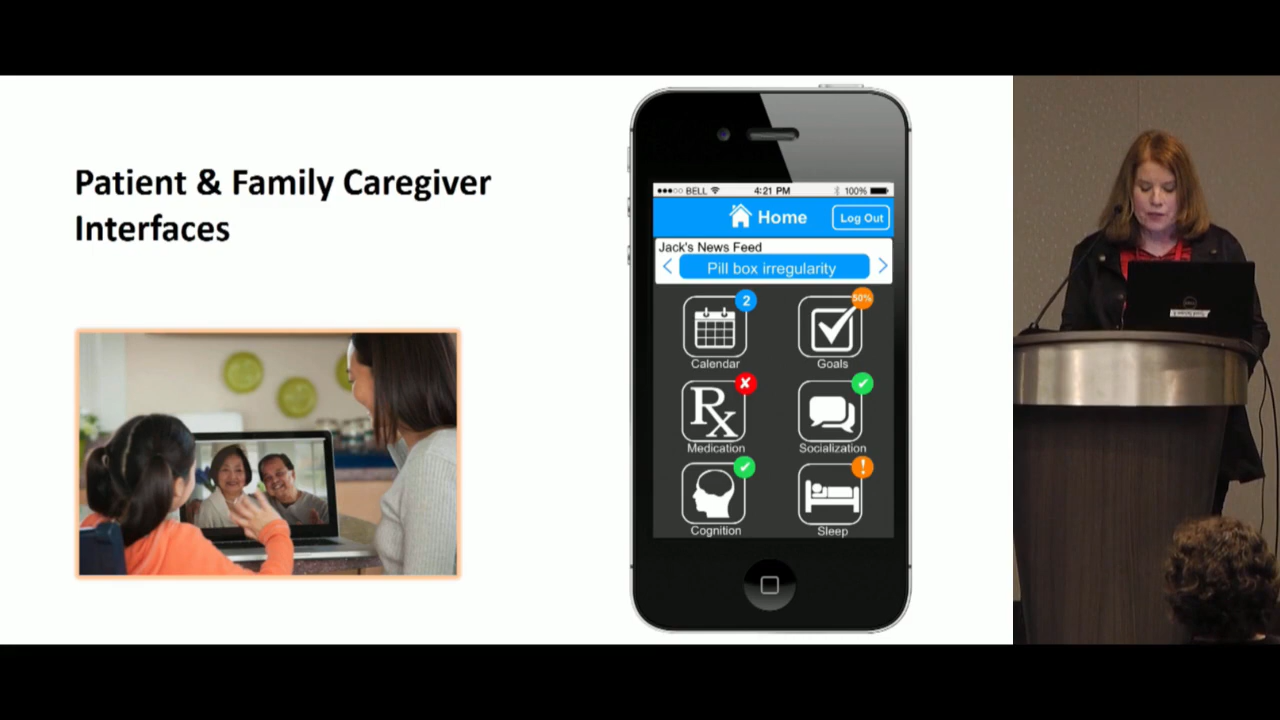 Patient & Family Caregiver
Interfaces
BELL 4:21 PM 100%
Home Log Out
Jack's News Feed
Pill box irregularity
2 50%
Calendar Goals
Rx
Medication Socialization
!
Cognition Sleep